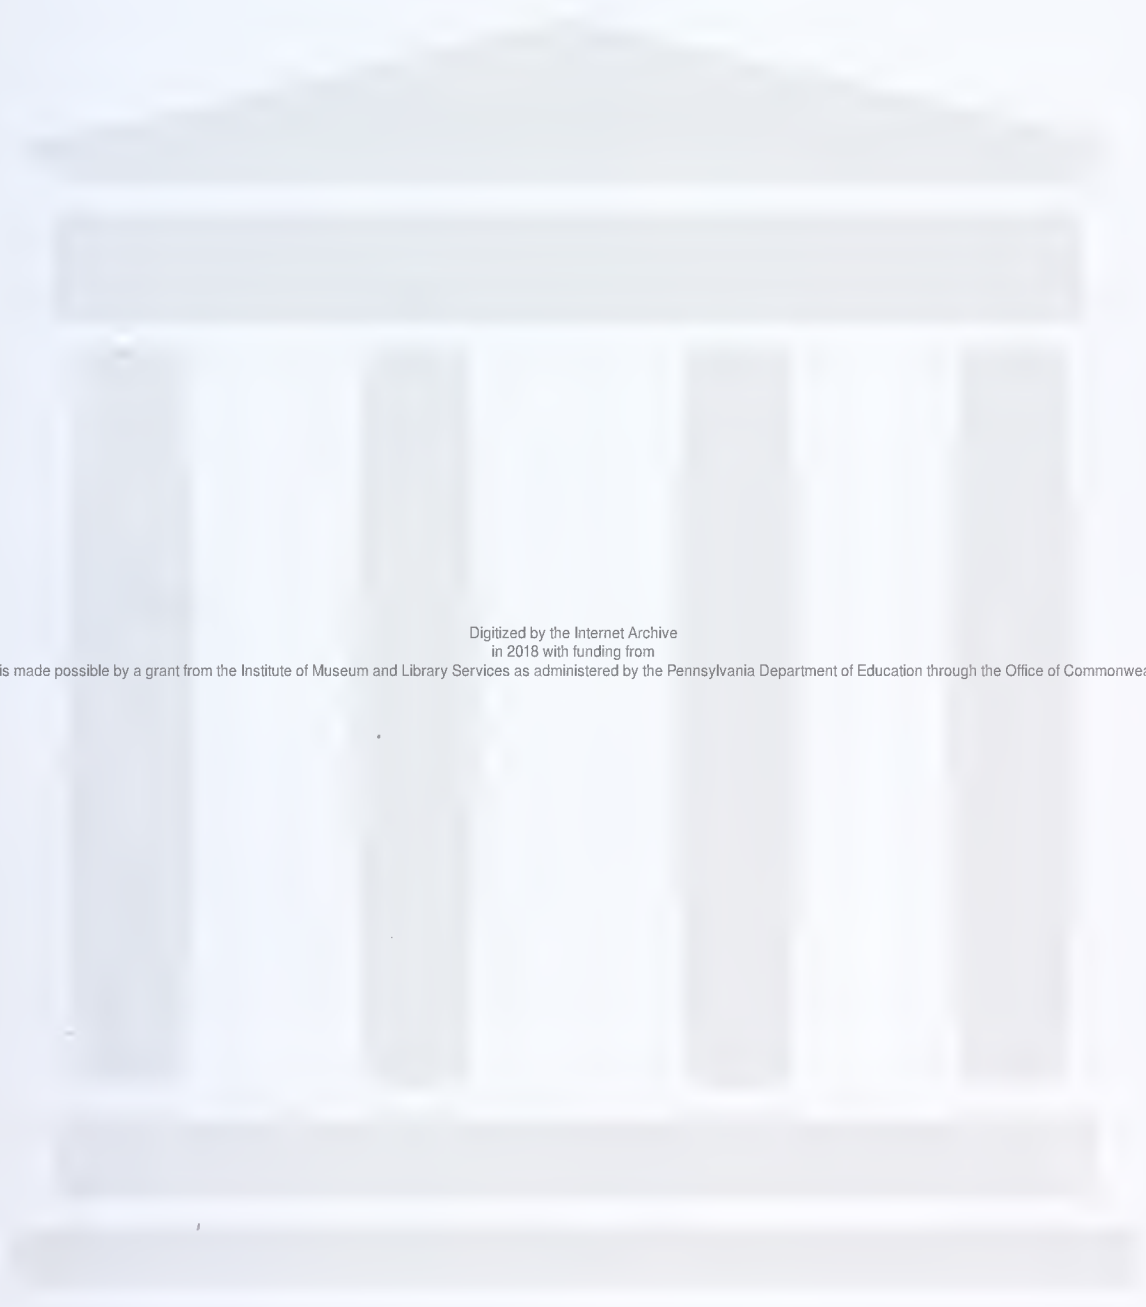 Digitized by the Internet Archive
in 2018 with funding from
is made possible by a grant from the Institute of Museum and Library Services as administered by the Pennsylvania Department of Education through the Office of